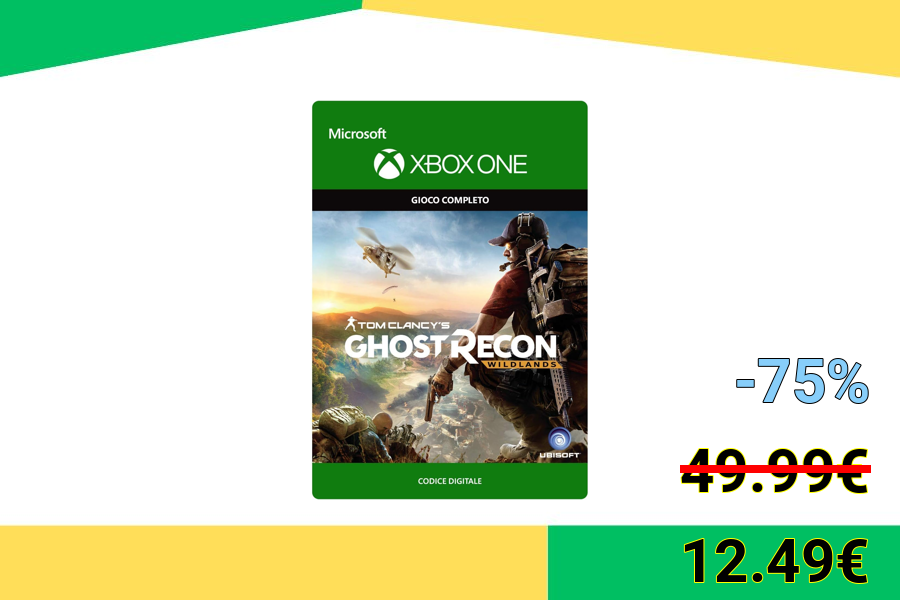 Microsoft
XBOX ONE
GIOCO COMPLETO
TOM CLANCY'S
GHOST RECON
WILDLANDS
UBISOFT
CODICE DIGITALE
-75%
49.99€
12.49€